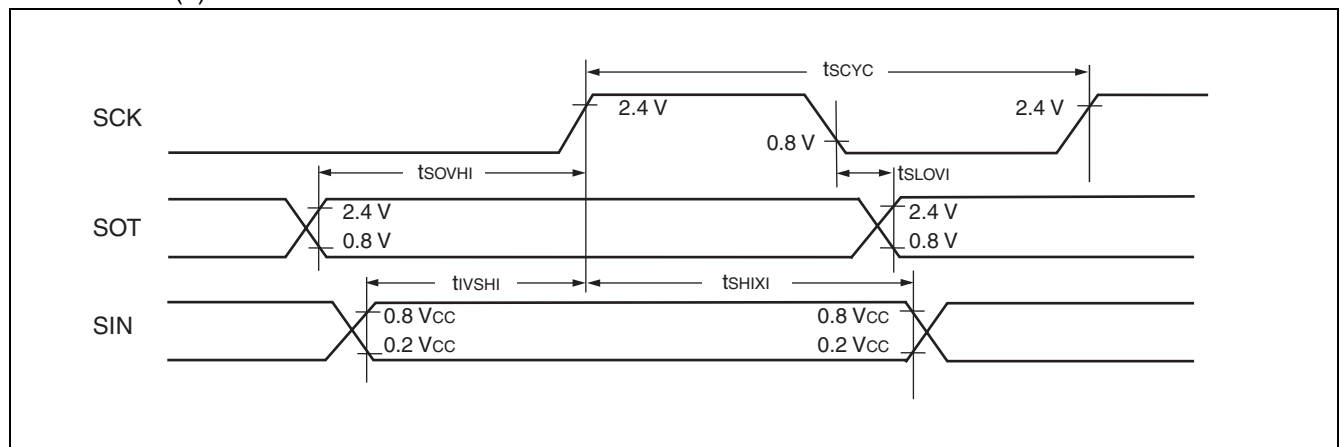 tSCYC
SCK
2.4 V
0.8 V
2.4 V
tSOVHI
tSLOVI
SOT
2.4 V
0.8 V
2.4 V
0.8 V
tIVSHI
tSHIXI
SIN
0.8 VCC
0.2 VCC
0.8 VCC
0.2 VCC